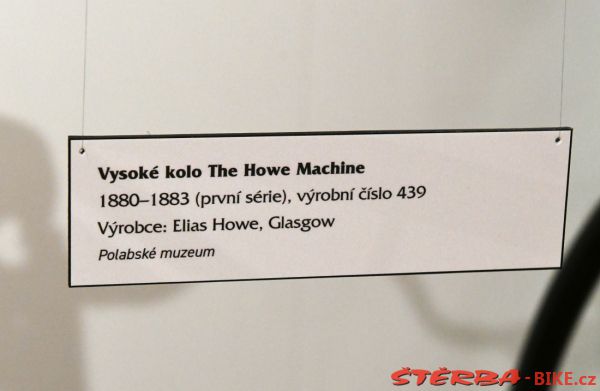 Vysoké kolo The Howe Machine
1880–1883 (první série), výrobní číslo 439
Výrobce: Elias Howe, Glasgow
Polabské muzeum
ŠTĚRBA-BIKE.cz